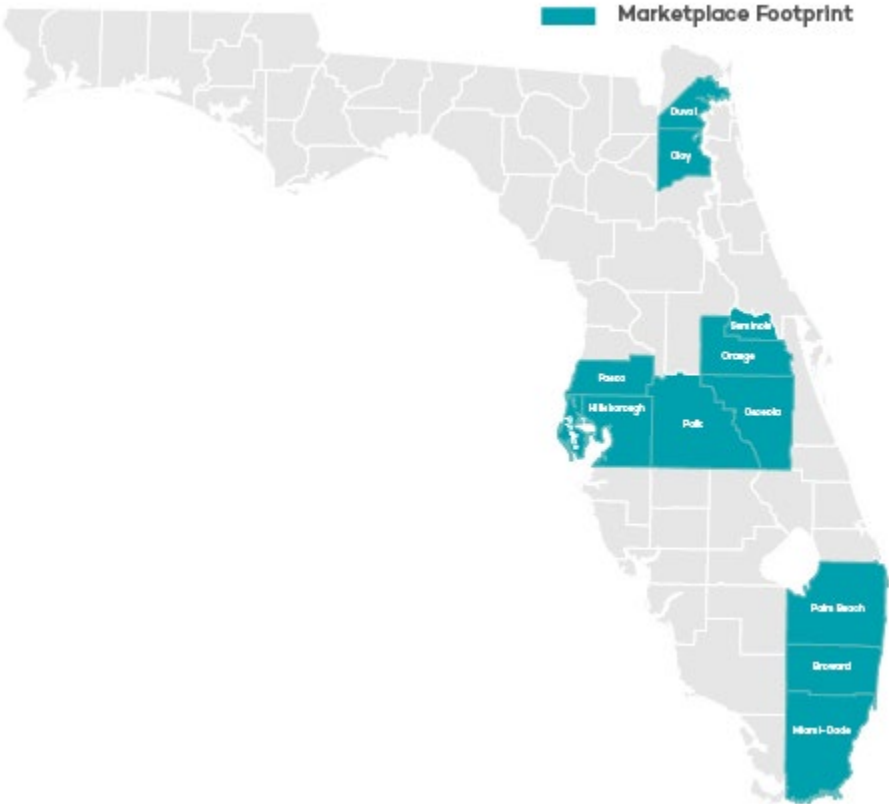 Marketplace Footprint
Duval
Clay
Seminole
Orange
Pasco
Hillsborough
Osceola
Polk
Palm Beach
Broward
Miami-Dade